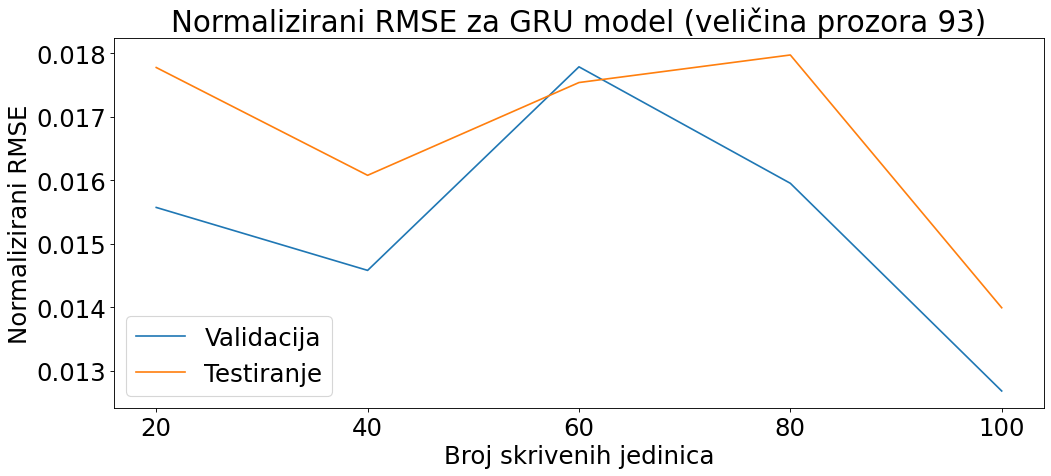 Normalizirani RMSE za GRU model (veličina prozora 93)
Normalizirani RMSE
0.018
0.017
0.016
0.015
0.014
0.013
Validacija
Testiranje
20 40 60 80 100
Broj skrivenih jedinica